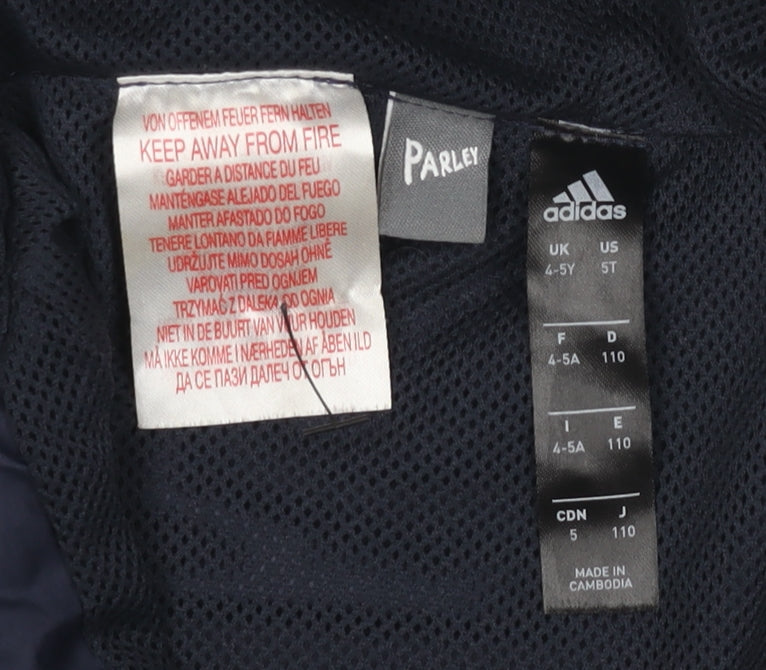 VON OFFENEM FEUER FERN HALTEN
KEEP AWAY FROM FIRE
GARDER A DISTANCE DU FEU
MANTÉNGASE ALEJADO DEL FUEGO
MANTER AFASTADO DO FOGO
TENERE LONTANO DA FIAMME LIBERE
UDRŽUJTE MIMO DOSAH OHNĚ
VAROVATI PRED OGNJEM
TRZYMAĆ Z DALEKA OD OGNIA
NIET IN DE BUURT VAN VUUR HOUDEN
MÅ IKKE KOMME I NÆRHEDEN AF ÅBEN ILD
ДА СЕ ПАЗИ ДАЛЕЧ ОТ ОГЪН
PARLEY
adidas
UK US
4-5Y 5T
F D
4-5A 110
I E
4-5A 110
CDN J
5 110
MADE IN
CAMBODIA